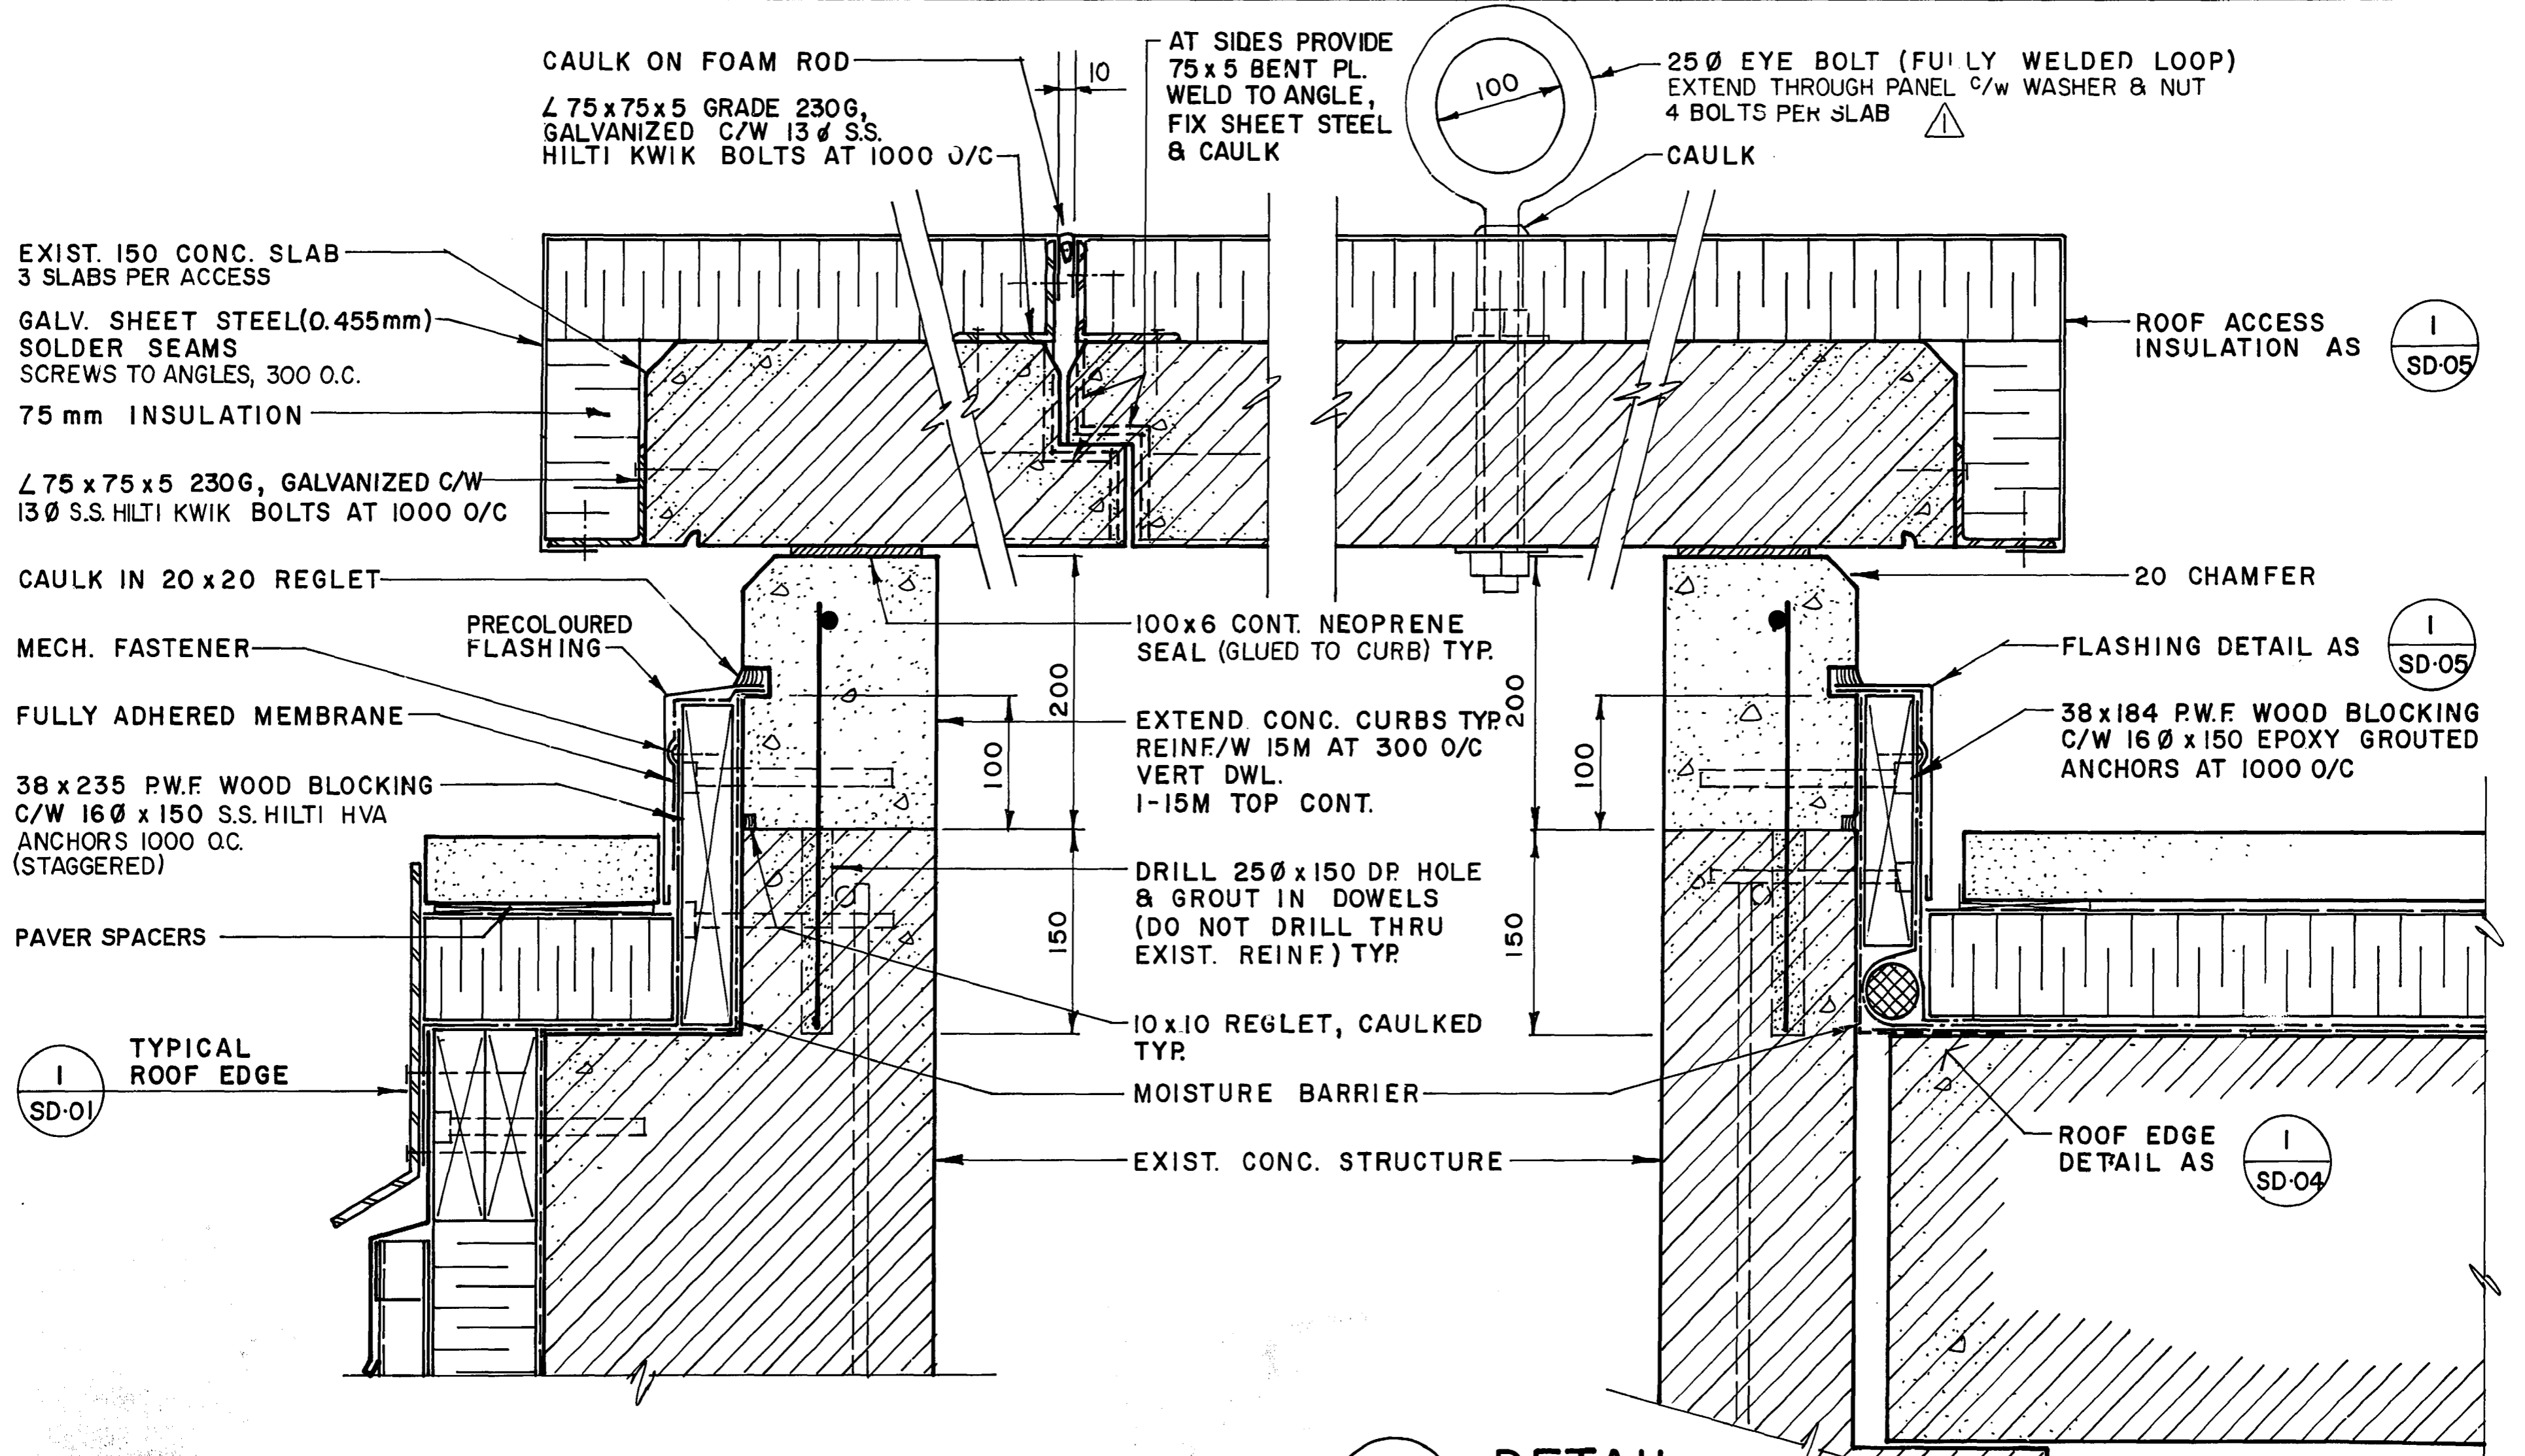 CAULK ON FOAM ROD
∠ 75x75x5 GRADE 230G,
GALVANIZED C/W 13 ø S.S.
HILTI KWIK BOLTS AT 1000 O/C
10
AT SIDES PROVIDE
75 x 5 BENT PL.
WELD TO ANGLE,
FIX SHEET STEEL
& CAULK
100
25 Ø EYE BOLT (FULLY WELDED LOOP)
EXTEND THROUGH PANEL C/W WASHER & NUT
4 BOLTS PER SLAB
1
CAULK
EXIST. 150 CONC. SLAB
3 SLABS PER ACCESS
GALV. SHEET STEEL (0.455mm)
SOLDER SEAMS
SCREWS TO ANGLES, 300 O.C.
75 mm INSULATION
∠ 75 x 75 x 5 230G, GALVANIZED C/W
13 Ø S.S. HILTI KWIK BOLTS AT 1000 O/C
ROOF ACCESS
INSULATION AS
1
SD·05
CAULK IN 20 x 20 REGLET
20 CHAMFER
MECH. FASTENER
PRECOLOURED
FLASHING
100x6 CONT. NEOPRENE
SEAL (GLUED TO CURB) TYP.
FLASHING DETAIL AS
1
SD·05
FULLY ADHERED MEMBRANE
200
100
EXTEND CONC. CURBS TYP.
REINF./W 15M AT 300 O/C
VERT DWL.
1-15M TOP CONT.
200
100
38 x 184 P.W.F. WOOD BLOCKING
C/W 16 Ø x 150 EPOXY GROUTED
ANCHORS AT 1000 O/C
38 x 235 P.W.F. WOOD BLOCKING
C/W 16 Ø x 150 S.S. HILTI HVA
ANCHORS 1000 O.C.
(STAGGERED)
DRILL 25Ø x 150 DP. HOLE
& GROUT IN DOWELS
(DO NOT DRILL THRU
EXIST. REINF.) TYP.
150
150
PAVER SPACERS
10 x 10 REGLET, CAULKED
TYP.
1
SD·01
TYPICAL
ROOF EDGE
MOISTURE BARRIER
EXIST. CONC. STRUCTURE
ROOF EDGE
DETAIL AS
1
SD·04
DETAIL